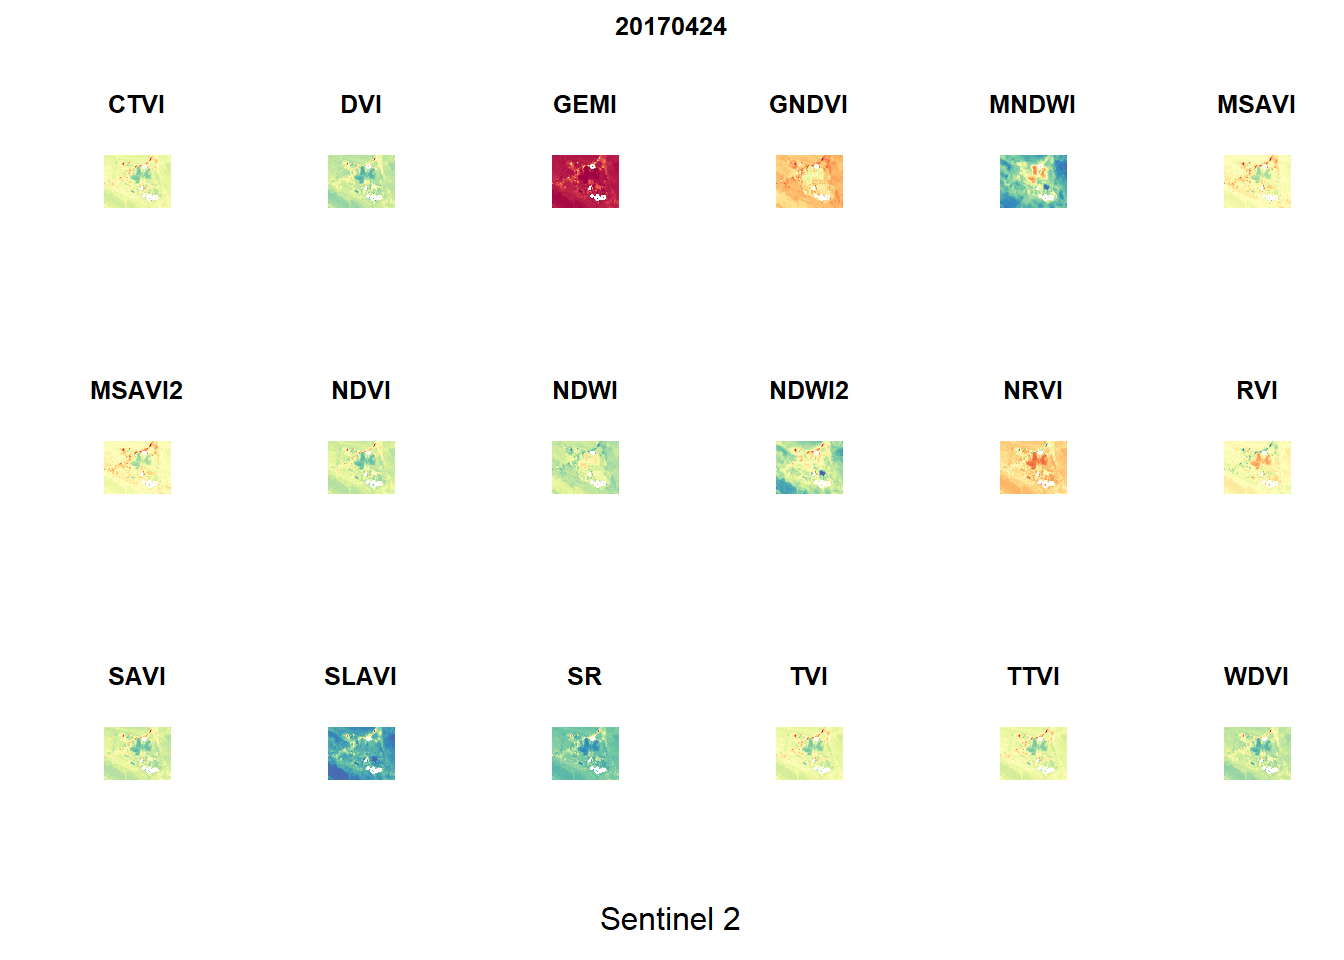 20170424
CTVI DVI GEMI GNDVI MNDWI MSAVI
MSAVI2 NDVI NDWI NDWI2 NRVI RVI
SAVI SLAVI SR TVI TTVI WDVI
Sentinel 2